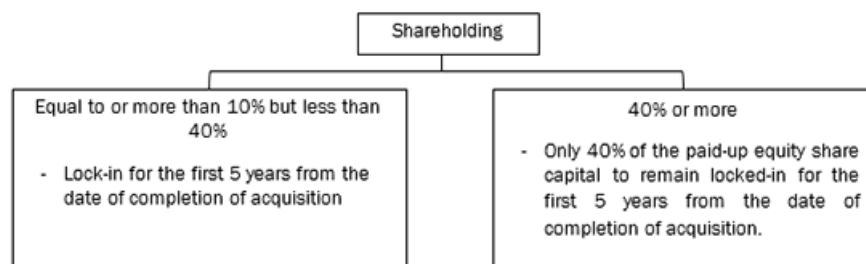 Shareholding
Equal to or more than 10% but less than
40%
- Lock-in for the first 5 years from the
date of completion of acquisition
40% or more
- Only 40% of the paid-up equity share
capital to remain locked-in for the
first 5 years from the date of
completion of acquisition.